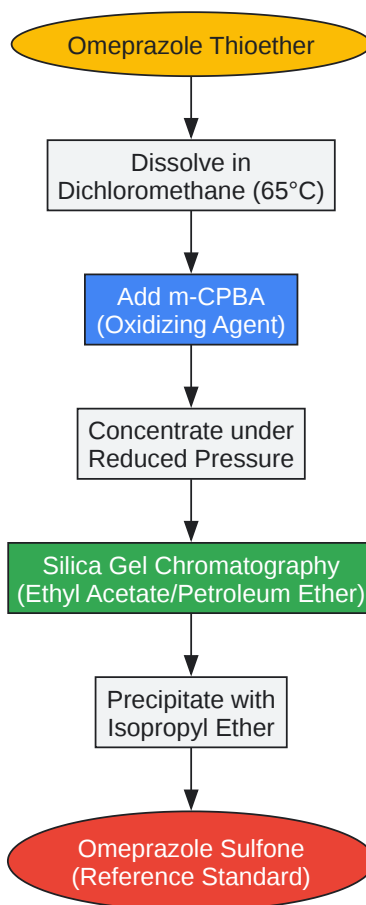 Omeprazole Thioether
Dissolve in
Dichloromethane (65°C)
Add m-CPBA
(Oxidizing Agent)
Concentrate under
Reduced Pressure
Silica Gel Chromatography
(Ethyl Acetate/Petroleum Ether)
Precipitate with
Isopropyl Ether
Omeprazole Sulfone
(Reference Standard)